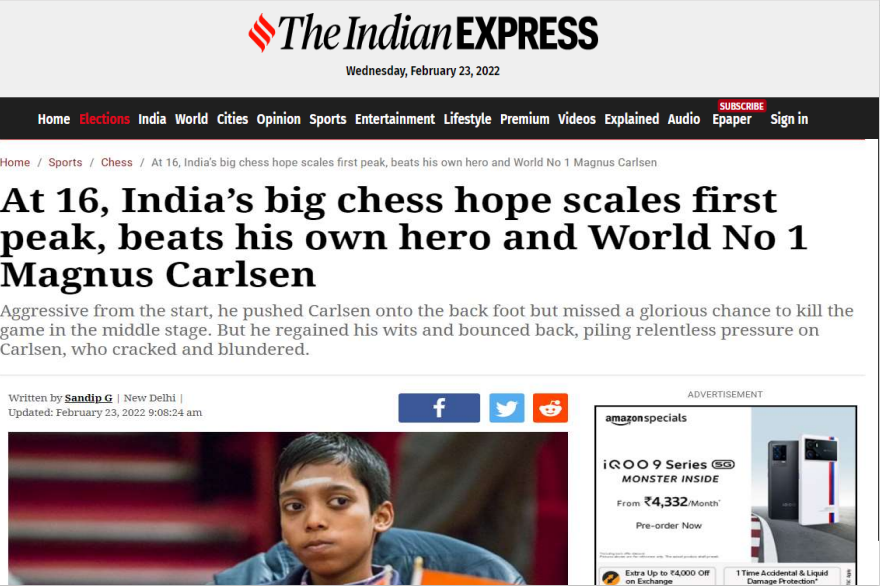 The Indian EXPRESS
Wednesday, February 23, 2022
SUBSCRIBE
Home Elections India World Cities Opinion Sports Entertainment Lifestyle Premium Videos Explained Audio Epaper Sign in
Home / Sports / Chess / At 16, India's big chess hope scales first peak, beats his own hero and World No 1 Magnus Carlsen
At 16, India's big chess hope scales first
peak, beats his own hero and World No 1
Magnus Carlsen
Aggressive from the start, he pushed Carlsen onto the back foot but missed a glorious chance to kill the
game in the middle stage. But he regained his wits and bounced back, piling relentless pressure on
Carlsen, who cracked and blundered.
Written by Sandip G | New Delhi |
Updated: February 23, 2022 9:08:24 am
ADVERTISEMENT
amazon specials
iQOO 9 Series 5G
MONSTER INSIDE
From ₹4,332/Month*
Pre-order Now
Extra Up to ₹4,000 Off
on Exchange
1 Time Accidental & Liquid
Damage Protection*